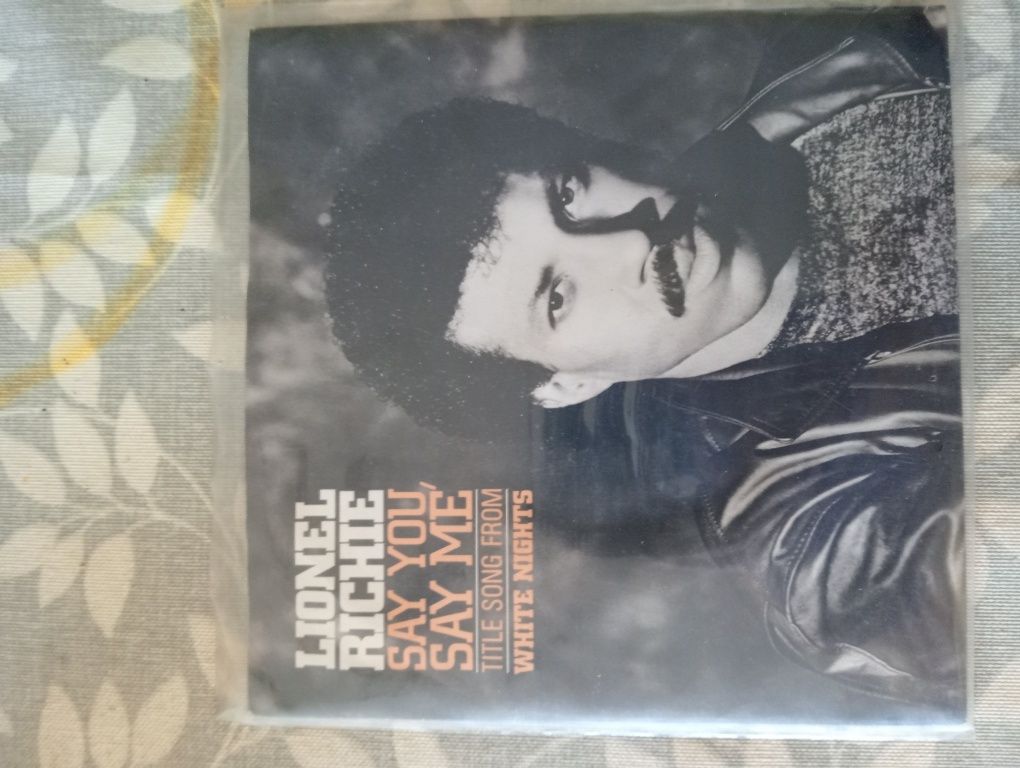 LIONEL
RICHIE
SAY YOU,
SAY ME
TITLE SONG FROM
WHITE NIGHTS